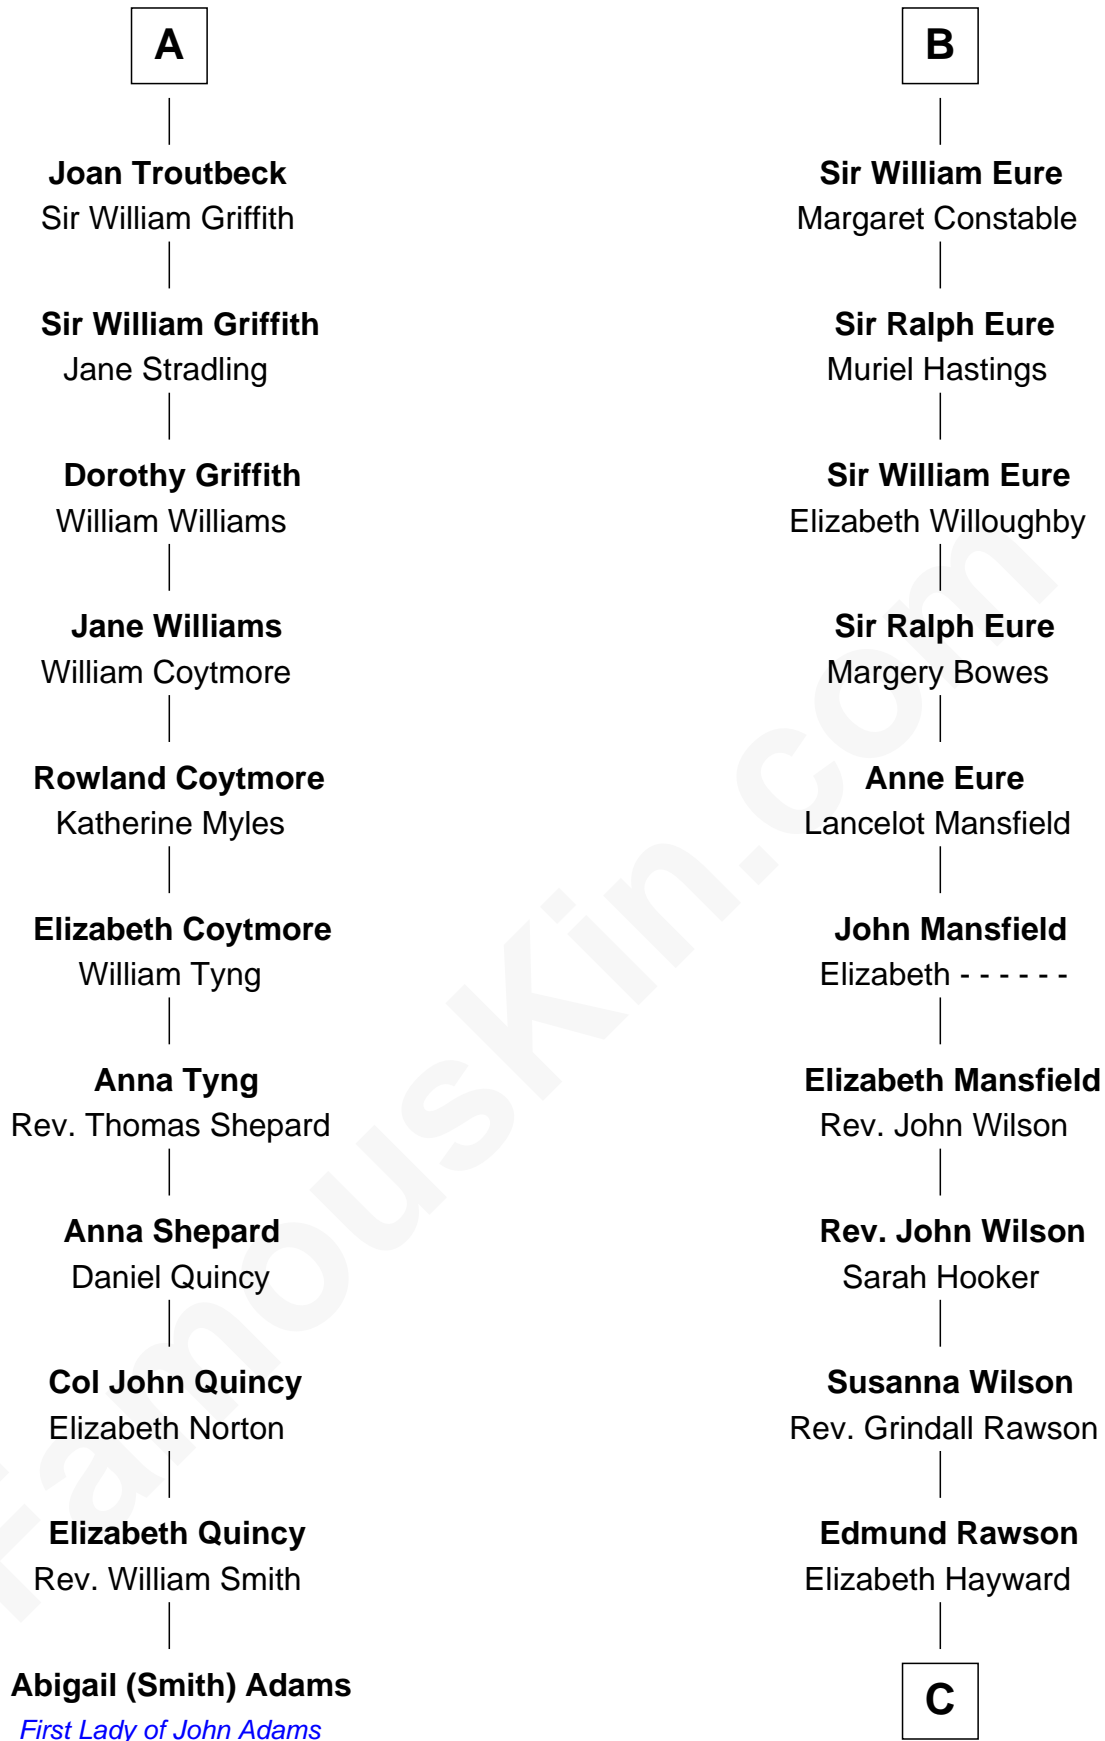 A
Joan Troutbeck
Sir William Griffith
Sir William Griffith
Jane Stradling
Dorothy Griffith
William Williams
Jane Williams
William Coytmore
Rowland Coytmore
Katherine Myles
Elizabeth Coytmore
William Tyng
Anna Tyng
Rev. Thomas Shepard
Anna Shepard
Daniel Quincy
Col John Quincy
Elizabeth Norton
Elizabeth Quincy
Rev. William Smith
Abigail (Smith) Adams
First Lady of John Adams
B
Sir William Eure
Margaret Constable
Sir Ralph Eure
Muriel Hastings
Sir William Eure
Elizabeth Willoughby
Sir Ralph Eure
Margery Bowes
Anne Eure
Lancelot Mansfield
John Mansfield
Elizabeth - - - - - -
Elizabeth Mansfield
Rev. John Wilson
Rev. John Wilson
Sarah Hooker
Susanna Wilson
Rev. Grindall Rawson
Edmund Rawson
Elizabeth Hayward
C
FamousKin.com